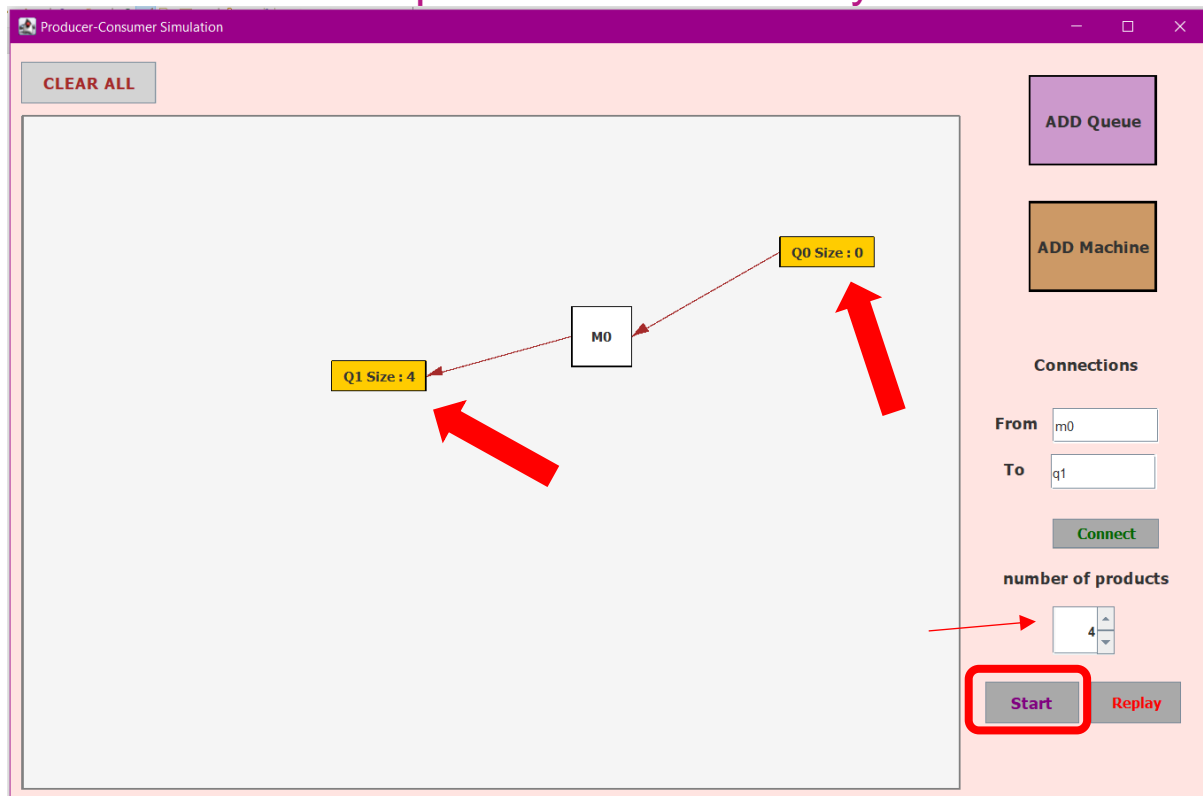 Producer-Consumer Simulation
CLEAR ALL
ADD Queue
ADD Machine
Q0 Size : 0
M0
Q1 Size : 4
Connections
From m0
To q1
Connect
number of products
4
Start Replay